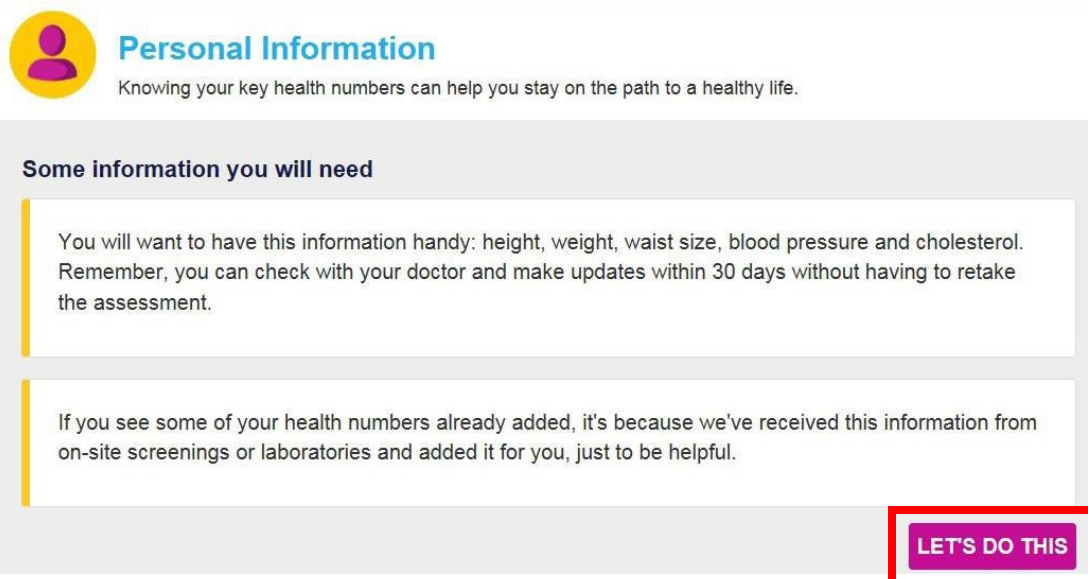 Personal Information
Knowing your key health numbers can help you stay on the path to a healthy life.
Some information you will need
You will want to have this information handy: height, weight, waist size, blood pressure and cholesterol.
Remember, you can check with your doctor and make updates within 30 days without having to retake
the assessment.
If you see some of your health numbers already added, it's because we've received this information from
on-site screenings or laboratories and added it for you, just to be helpful.
LET'S DO THIS